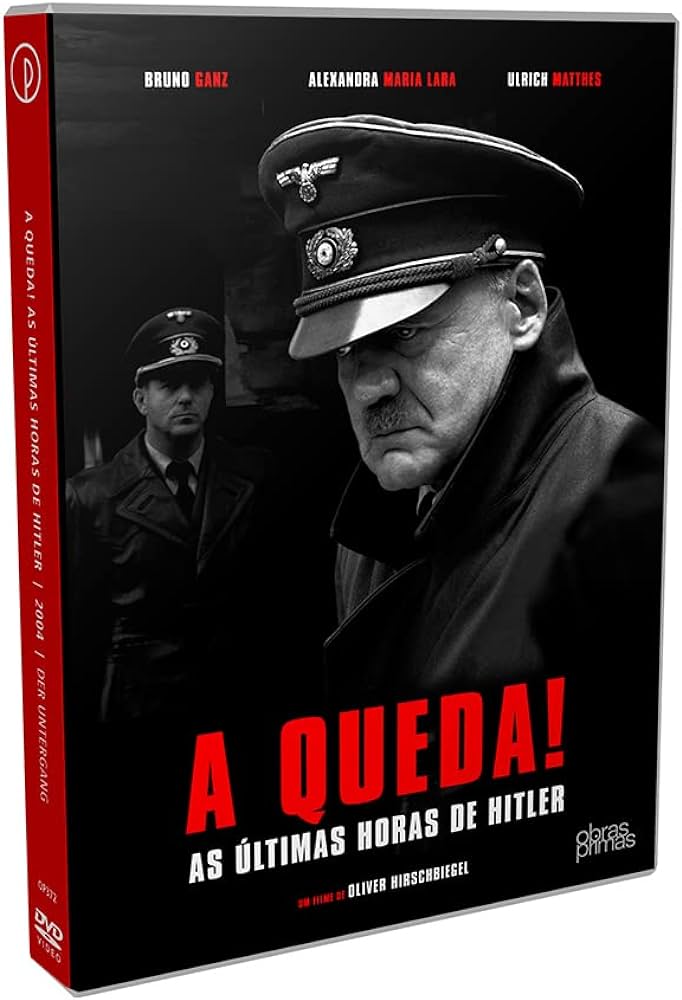 BRUNO GANZ
ALEXANDRA MARIA LARA
ULRICH MATTHES
A QUEDA! AS ÚLTIMAS HORAS DE HITLER | 2004 | DER UNTERGANG
OP372
DVD
VIDEO
A QUEDA!
AS ÚLTIMAS HORAS DE HITLER
UM FILME DE OLIVER HIRSCHBIEGEL
obras
primas